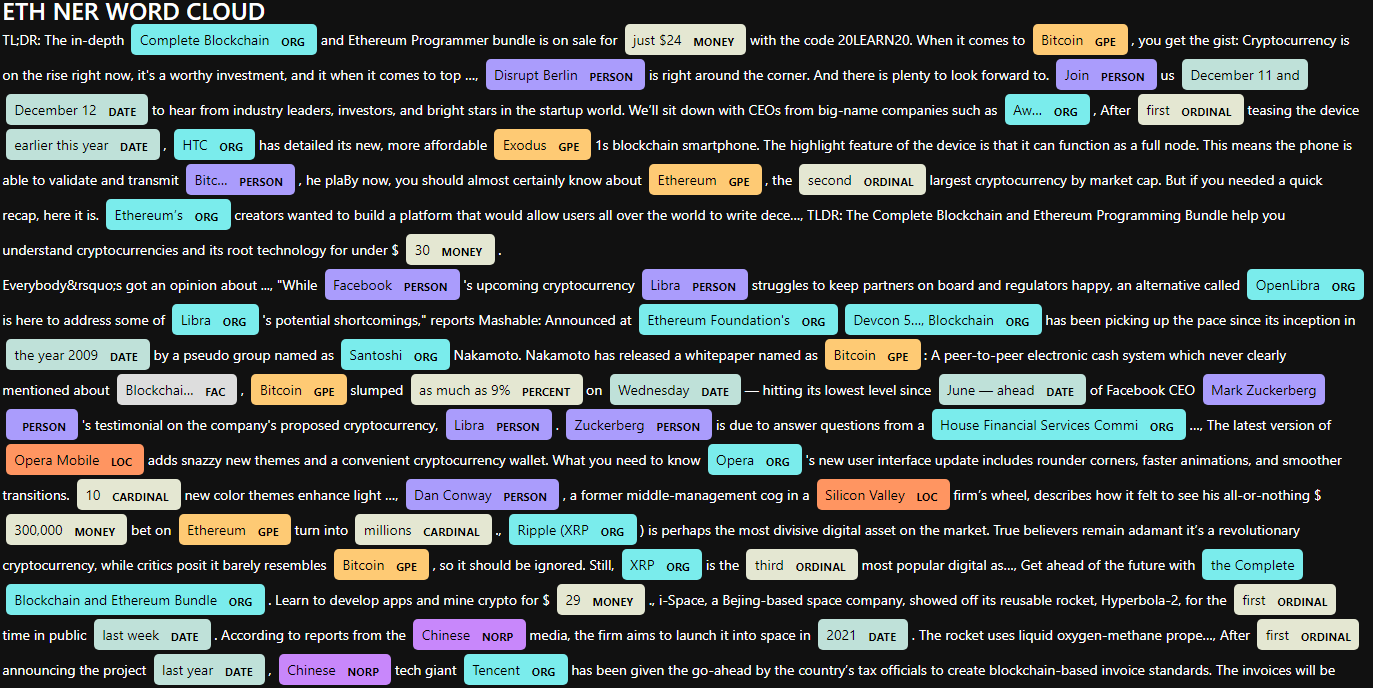 ETH NER WORD CLOUD
TL;DR: The in-depth Complete Blockchain ORG and Ethereum Programmer bundle is on sale for just $24 MONEY with the code 20LEARN20. When it comes to Bitcoin GPE , you get the gist: Cryptocurrency is
on the rise right now, it's a worthy investment, and it when it comes to top ..., Disrupt Berlin PERSON is right around the corner. And there is plenty to look forward to. Join PERSON us December 11 and
December 12 DATE to hear from industry leaders, investors, and bright stars in the startup world. We’ll sit down with CEOs from big-name companies such as Aw... ORG , After first ORDINAL teasing the device
earlier this year DATE , HTC ORG has detailed its new, more affordable Exodus GPE 1s blockchain smartphone. The highlight feature of the device is that it can function as a full node. This means the phone is
able to validate and transmit Bitc... PERSON , he plaBy now, you should almost certainly know about Ethereum GPE , the second ORDINAL largest cryptocurrency by market cap. But if you needed a quick
recap, here it is. Ethereum’s ORG creators wanted to build a platform that would allow users all over the world to write dece..., TLDR: The Complete Blockchain and Ethereum Programming Bundle help you
understand cryptocurrencies and its root technology for under $ 30 MONEY .
Everybody&rsquo;s got an opinion about ..., "While Facebook PERSON 's upcoming cryptocurrency Libra PERSON struggles to keep partners on board and regulators happy, an alternative called OpenLibra ORG
is here to address some of Libra ORG 's potential shortcomings," reports Mashable: Announced at Ethereum Foundation's ORG Devcon 5..., Blockchain ORG has been picking up the pace since its inception in
the year 2009 DATE by a pseudo group named as Santoshi ORG Nakamoto. Nakamoto has released a whitepaper named as Bitcoin GPE : A peer-to-peer electronic cash system which never clearly
mentioned about Blockchai... FAC , Bitcoin GPE slumped as much as 9% PERCENT on Wednesday DATE — hitting its lowest level since June — ahead DATE of Facebook CEO Mark Zuckerberg
PERSON 's testimonial on the company's proposed cryptocurrency, Libra PERSON . Zuckerberg PERSON is due to answer questions from a House Financial Services Commi ORG ..., The latest version of
Opera Mobile LOC adds snazzy new themes and a convenient cryptocurrency wallet. What you need to know Opera ORG 's new user interface update includes rounder corners, faster animations, and smoother
transitions. 10 CARDINAL new color themes enhance light ..., Dan Conway PERSON , a former middle-management cog in a Silicon Valley LOC firm’s wheel, describes how it felt to see his all-or-nothing $
300,000 MONEY bet on Ethereum GPE turn into millions CARDINAL ., Ripple (XRP ORG ) is perhaps the most divisive digital asset on the market. True believers remain adamant it’s a revolutionary
cryptocurrency, while critics posit it barely resembles Bitcoin GPE , so it should be ignored. Still, XRP ORG is the third ORDINAL most popular digital as..., Get ahead of the future with the Complete
Blockchain and Ethereum Bundle ORG . Learn to develop apps and mine crypto for $ 29 MONEY ., i-Space, a Bejing-based space company, showed off its reusable rocket, Hyperbola-2, for the first ORDINAL
time in public last week DATE . According to reports from the Chinese NORP media, the firm aims to launch it into space in 2021 DATE . The rocket uses liquid oxygen-methane prope..., After first ORDINAL
announcing the project last year DATE , Chinese NORP tech giant Tencent ORG has been given the go-ahead by the country’s tax officials to create blockchain-based invoice standards. The invoices will be